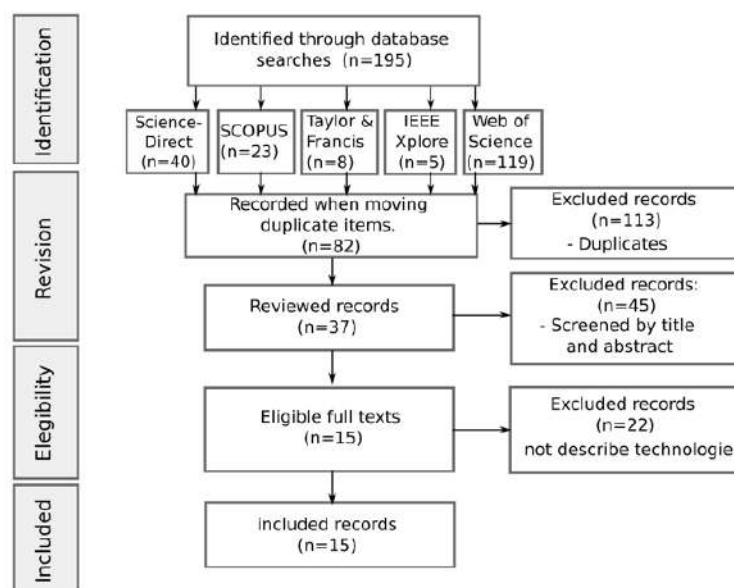 Identification
Identified through database
searches (n=195)
Science-
Direct
(n=40)
SCOPUS
(n=23)
Taylor &
Francis
(n=8)
IEEE
Xplore
(n=5)
Web of
Science
(n=119)
Revision
Recorded when moving
duplicate items.
(n=82)
Excluded records
(n=113)
- Duplicates
Reviewed records
(n=37)
Excluded records:
(n=45)
- Screened by title
and abstract
Elegibility
Eligible full texts
(n=15)
Excluded records
(n=22)
not describe technologie
Included
included records
(n=15)